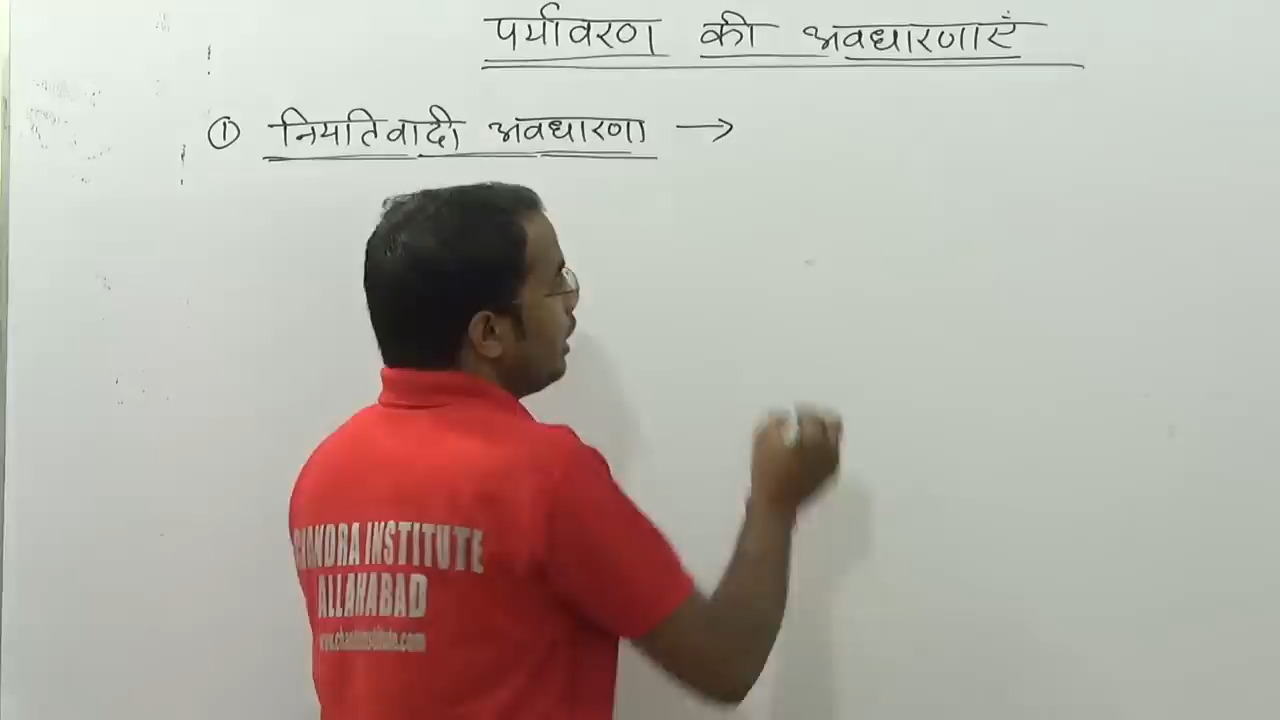 पर्यावरण की अवधारणाएं
① नियतिवादी अवधारणा →
CHANDRA INSTITUTE
ALLAHABAD